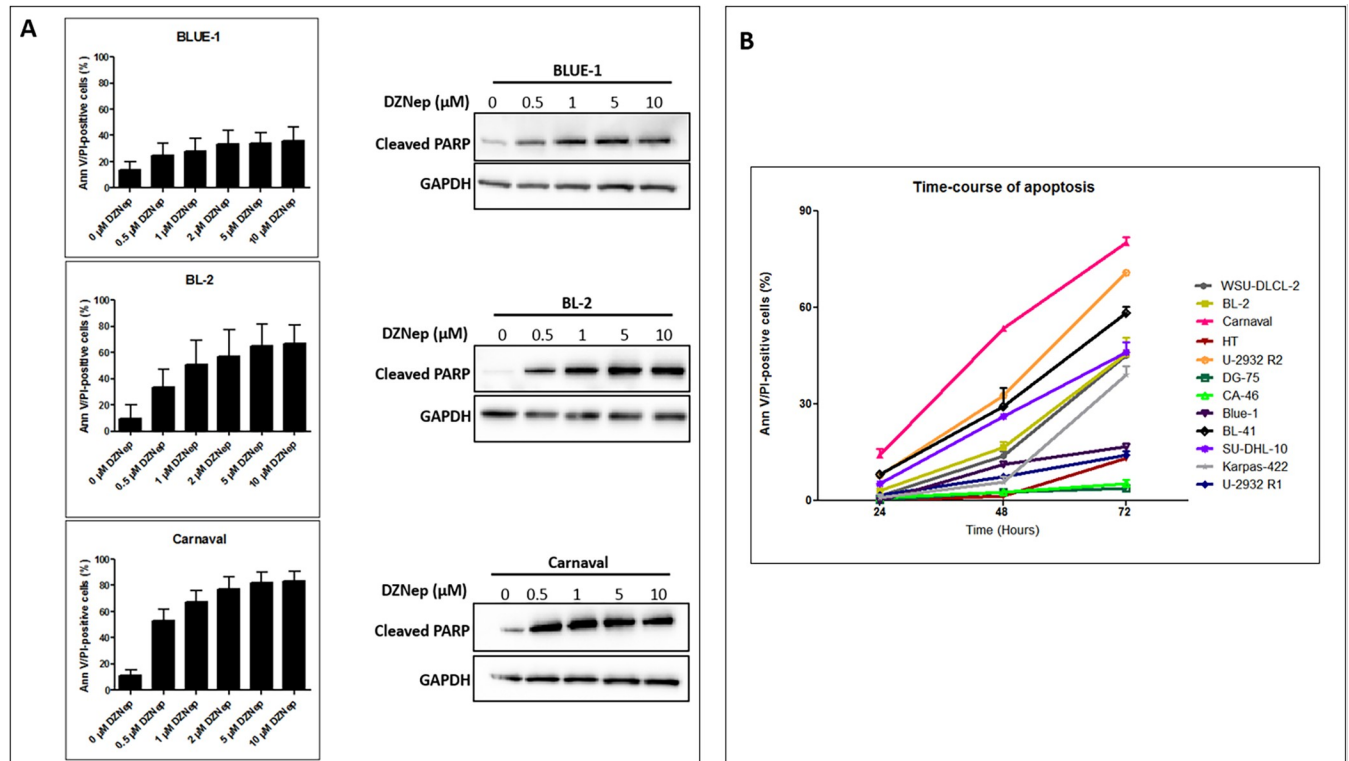 A
BLUE-1
Ann V/PI-positive cells (%)
100
80
60
40
20
0
0 µM DZNep
0.5 µM DZNep
1 µM DZNep
2 µM DZNep
5 µM DZNep
10 µM DZNep
BLUE-1
DZNep (µM) 0 0.5 1 5 10
Cleaved PARP
GAPDH
BL-2
Ann V/PI-positive cells (%)
100
80
60
40
20
0
0 µM DZNep
0.5 µM DZNep
1 µM DZNep
2 µM DZNep
5 µM DZNep
10 µM DZNep
BL-2
DZNep (µM) 0 0.5 1 5 10
Cleaved PARP
GAPDH
Carnaval
Ann V/PI-positive cells (%)
100
80
60
40
20
0
0 µM DZNep
0.5 µM DZNep
1 µM DZNep
2 µM DZNep
5 µM DZNep
10 µM DZNep
Carnaval
DZNep (µM) 0 0.5 1 5 10
Cleaved PARP
GAPDH
B
Time-course of apoptosis
Ann V/PI-positive cells (%)
90
60
30
0
24 48 72
Time (Hours)
WSU-DLCL-2
BL-2
Carnaval
HT
U-2932 R2
DG-75
CA-46
Blue-1
BL-41
SU-DHL-10
Karpas-422
U-2932 R1